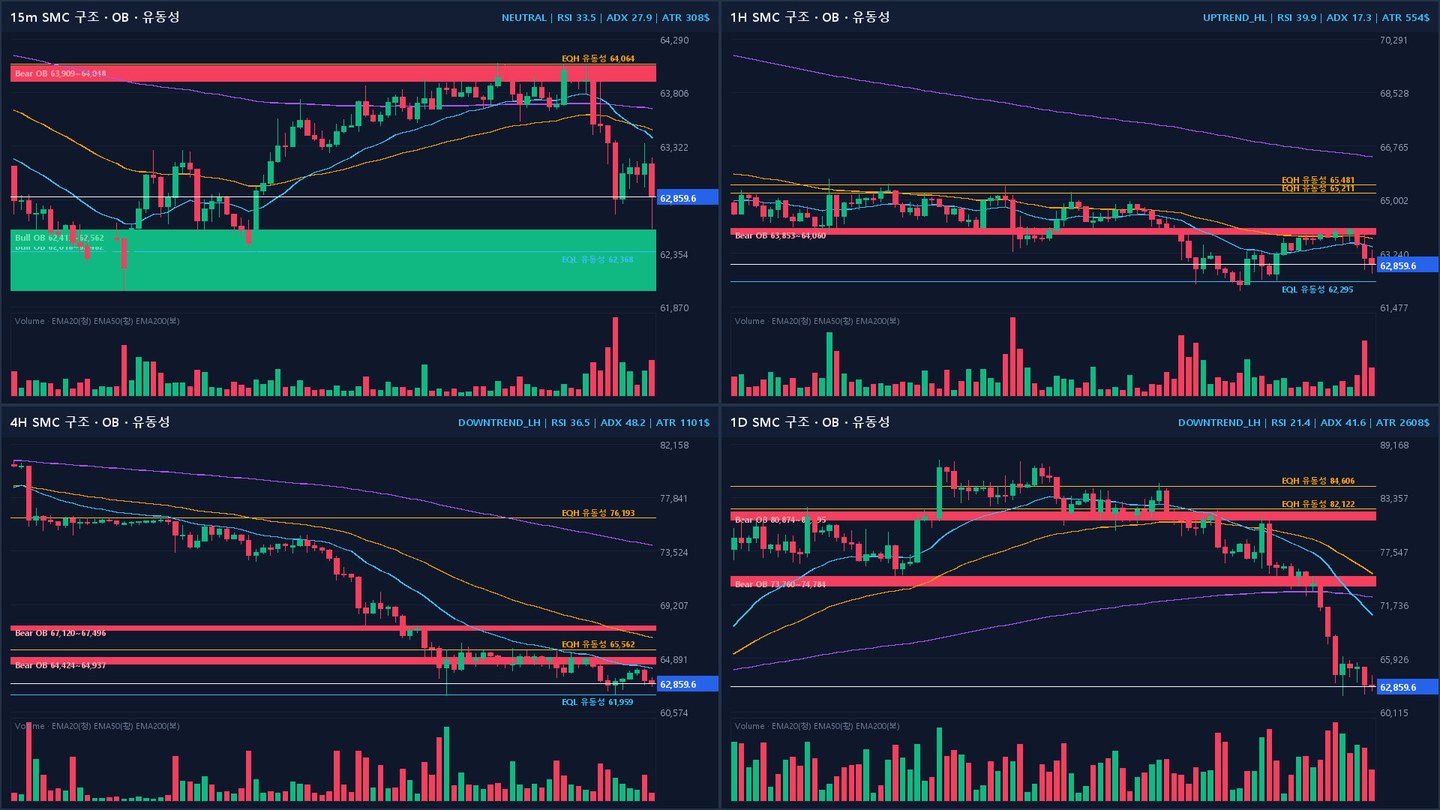 15m SMC 구조 · OB · 유동성
NEUTRAL | RSI 33.5 | ADX 27.9 | ATR 308$
64,290
EQH 유동성 64,064
Bear OB 63,909~64,048
63,806
63,322
62,859.6
Bull OB 62,417~62,562
EQL 유동성 62,368
62,354
61,870
Volume · EMA20(청) EMA50(황) EMA200(보)
1H SMC 구조 · OB · 유동성
UPTREND_HL | RSI 39.9 | ADX 17.3 | ATR 554$
70,291
68,528
66,765
EQH 유동성 65,481
EQH 유동성 65,211
65,002
Bear OB 63,853~64,060
63,240
62,859.6
EQL 유동성 62,295
61,477
Volume · EMA20(청) EMA50(황) EMA200(보)
4H SMC 구조 · OB · 유동성
DOWNTREND_LH | RSI 36.5 | ADX 48.2 | ATR 1101$
82,158
77,841
EQH 유동성 76,193
73,524
69,207
Bear OB 67,120~67,496
EQH 유동성 65,562
64,891
Bear OB 64,424~64,937
62,859.6
EQL 유동성 61,959
60,574
Volume · EMA20(청) EMA50(황) EMA200(보)
1D SMC 구조 · OB · 유동성
DOWNTREND_LH | RSI 21.4 | ADX 41.6 | ATR 2608$
89,168
EQH 유동성 84,606
83,357
EQH 유동성 82,122
Bear OB
77,547
Bear OB 73,760~74,784
71,736
65,926
62,859.6
60,115
Volume · EMA20(청) EMA50(황) EMA200(보)